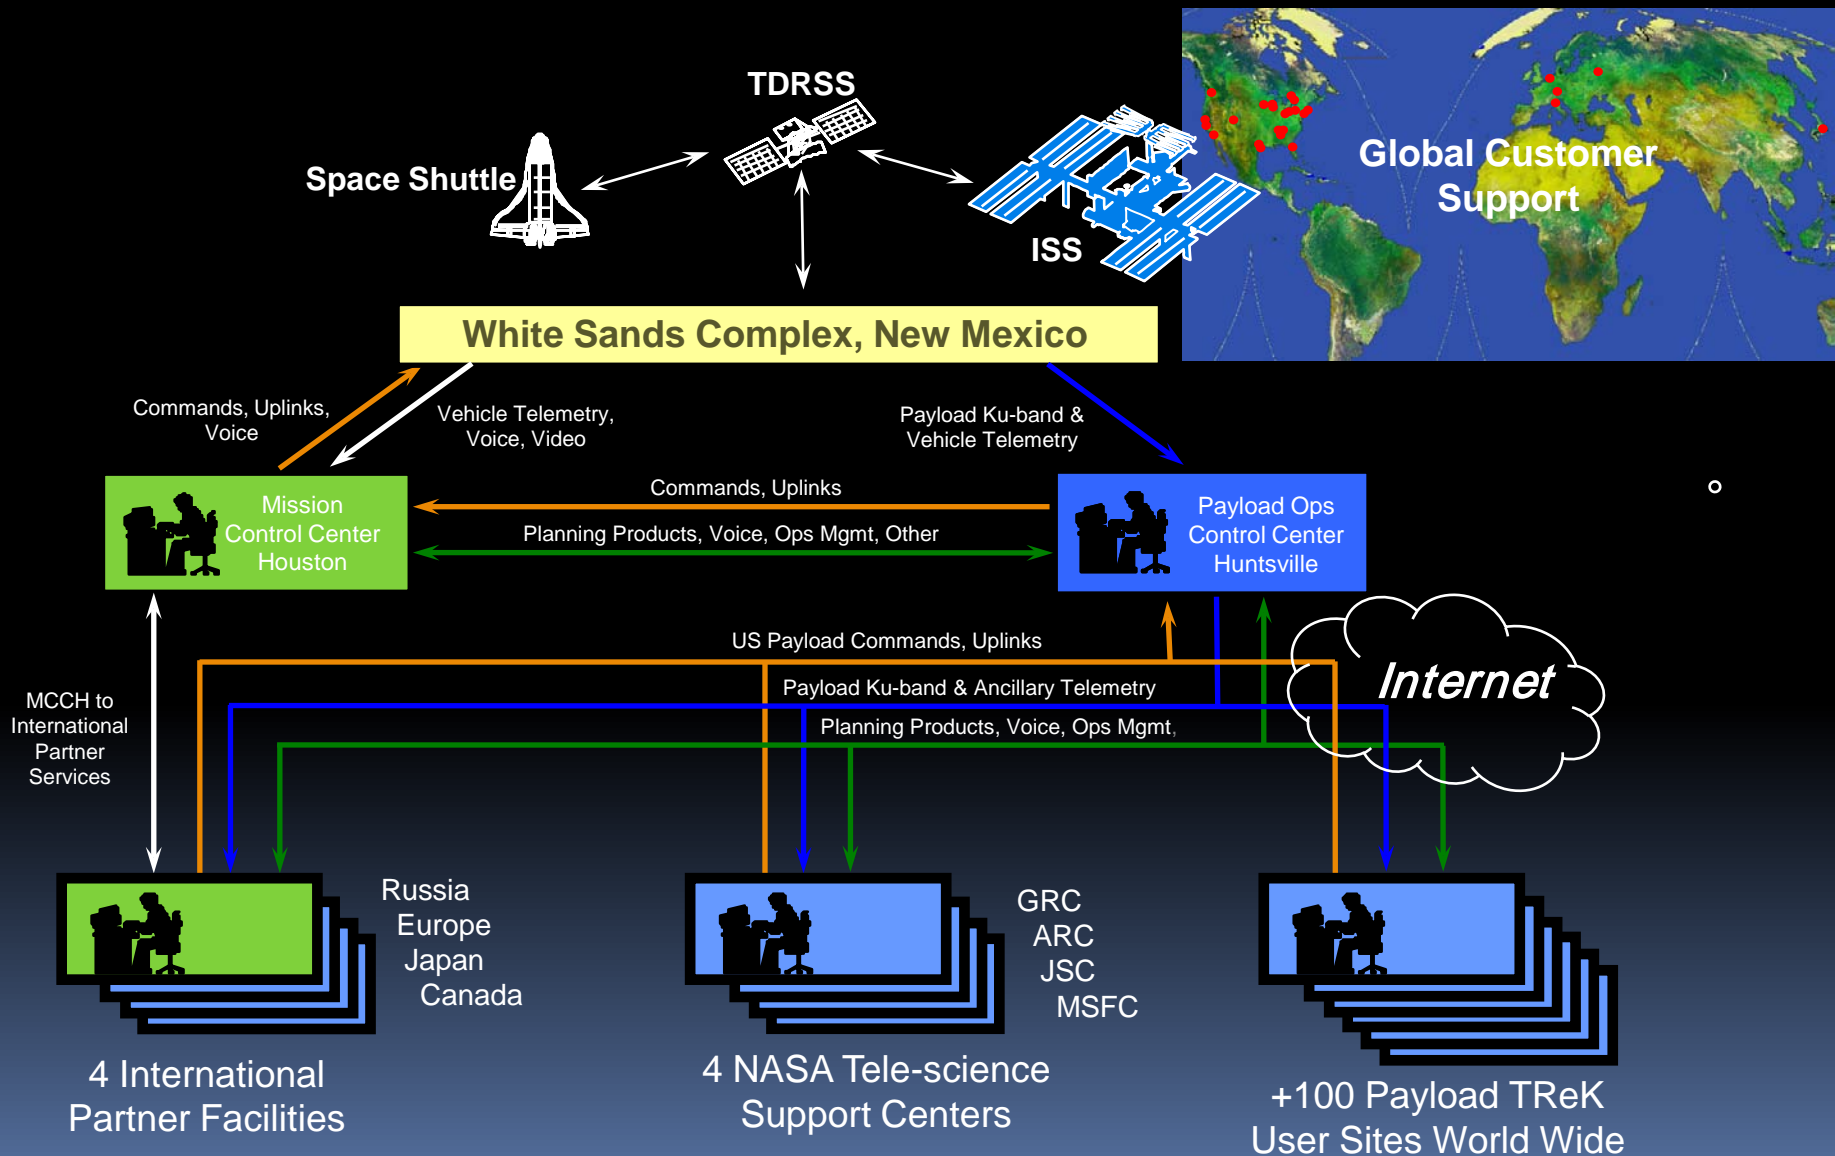 TDRSS
Space Shuttle
ISS
Global Customer
Support
White Sands Complex, New Mexico
Commands, Uplinks,
Voice
Vehicle Telemetry,
Voice, Video
Payload Ku-band &
Vehicle Telemetry
Mission
Control Center
Houston
Commands, Uplinks
Planning Products, Voice, Ops Mgmt, Other
Payload Ops
Control Center
Huntsville
US Payload Commands, Uplinks
Payload Ku-band & Ancillary Telemetry
Planning Products, Voice, Ops Mgmt,
Internet
MCCH to
International
Partner
Services
Russia
Europe
Japan
Canada
GRC
ARC
JSC
MSFC
4 International
Partner Facilities
4 NASA Tele-science
Support Centers
+100 Payload TReK
User Sites World Wide